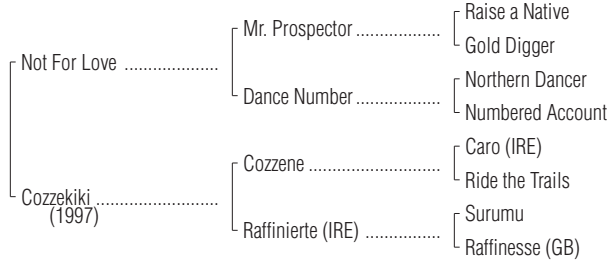 Raise a Native
Mr. Prospector ..................
Gold Digger
Not For Love ....................
Northern Dancer
Dance Number ..................
Numbered Account
Caro (IRE)
Cozzene ............................
Ride the Trails
Cozzekiki ..........................
(1997)
Surumu
Raffinierte (IRE) ................
Raffinesse (GB)